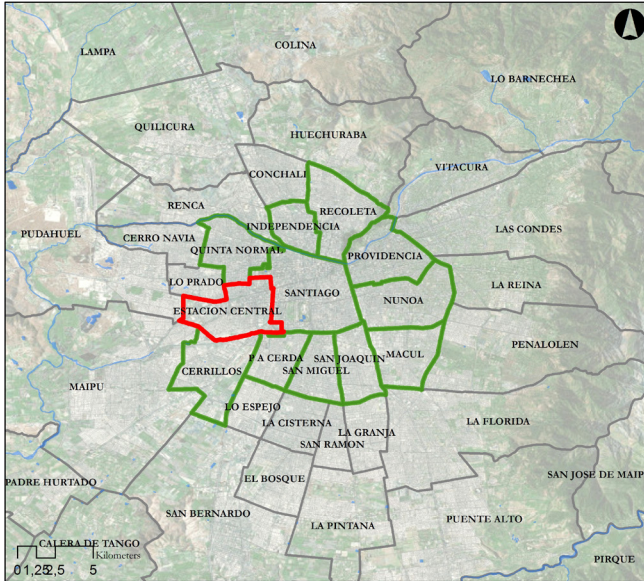 LAMPA
COLINA
LO BARNECHEA
QUILICURA
HUECHURABA
VITACURA
CONCHALI
RENCA
RECOLETA
INDEPENDENCIA
LAS CONDES
PUDAHUEL
CERRO NAVIA
QUINTA NORMAL
PROVIDENCIA
LO PRADO
SANTIAGO
NUNOA
LA REINA
ESTACION CENTRAL
PENALOLEN
P A CERDA
SAN JOAQUIN
MACUL
SAN MIGUEL
CERRILLOS
MAIPU
LO ESPEJO
LA CISTERNA
LA GRANJA
LA FLORIDA
SAN RAMON
EL BOSQUE
SAN JOSE DE MAIP
PADRE HURTADO
SAN BERNARDO
LA PINTANA
PUENTE ALTO
CALERA DE TANGO
Kilometers
PIRQUE
0 1,25 2,5 5